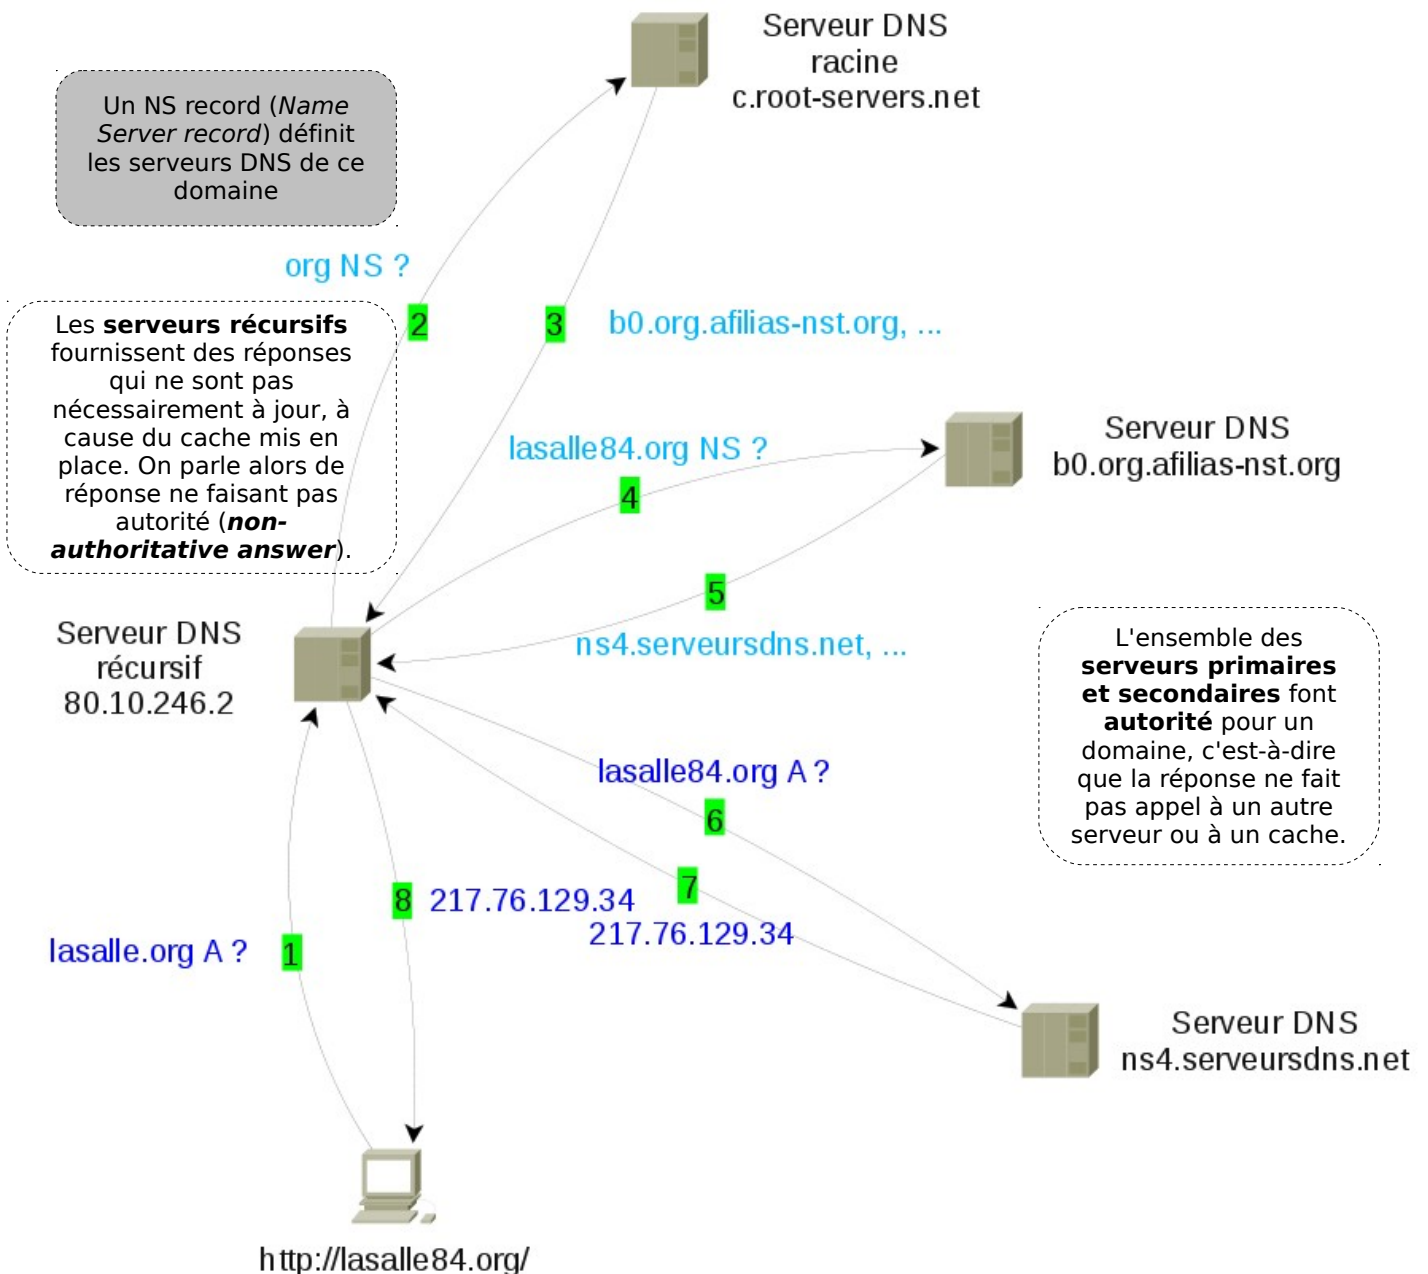 Serveur DNS
racine
c.root-servers.net
Un NS record (Name
Server record) définit
les serveurs DNS de ce
domaine
org NS ?
2
3
b0.org.afilias-nst.org, ...
Les serveurs récursifs
fournissent des réponses
qui ne sont pas
nécessairement à jour, à
cause du cache mis en
place. On parle alors de
réponse ne faisant pas
autorité (non-
authoritative answer).
lasalle84.org NS ?
4
Serveur DNS
b0.org.afilias-nst.org
5
ns4.serveursdns.net, ...
Serveur DNS
récursif
80.10.246.2
L'ensemble des
serveurs primaires
et secondaires font
autorité pour un
domaine, c'est-à-dire
que la réponse ne fait
pas appel à un autre
serveur ou à un cache.
lasalle84.org A ?
6
7
217.76.129.34
8
217.76.129.34
lasalle.org A ?
1
Serveur DNS
ns4.serveursdns.net
http://lasalle84.org/